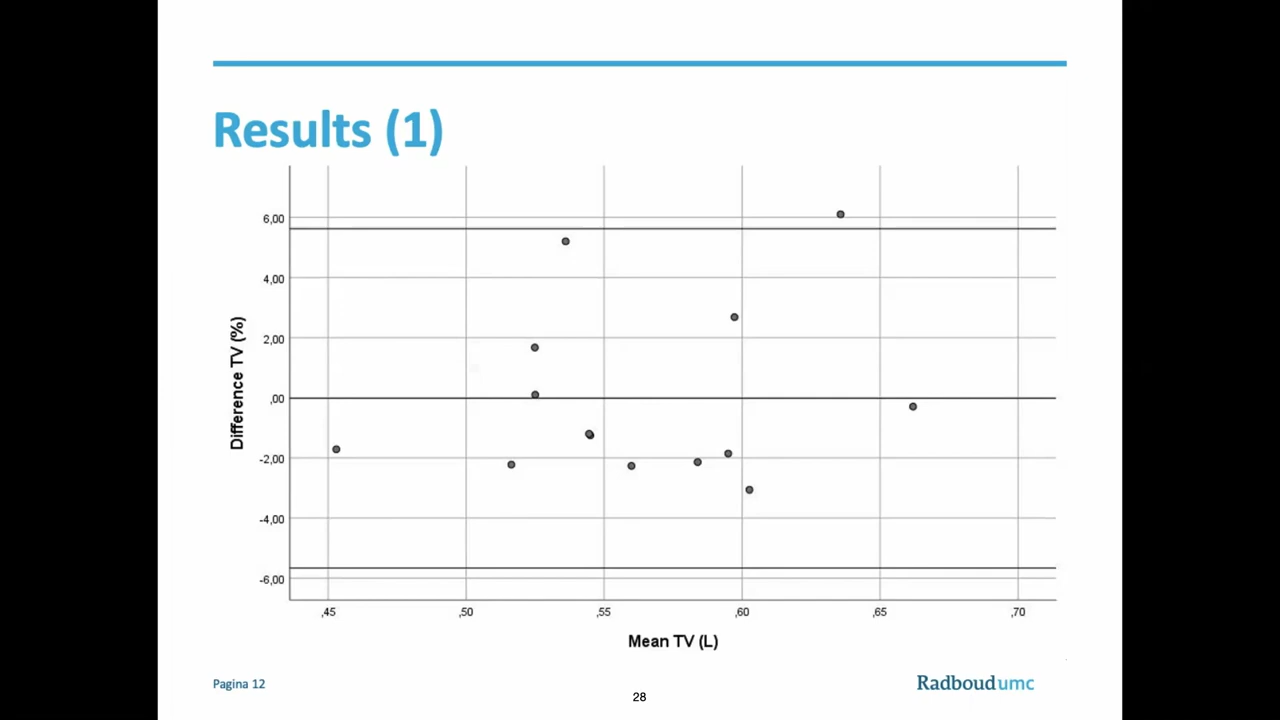 Results (1)
6,00
4,00
2,00
,00
-2,00
-4,00
-6,00
Difference TV (%)
,45 ,50 ,55 ,60 ,65 ,70
Mean TV (L)
Pagina 12
28
Radboudumc